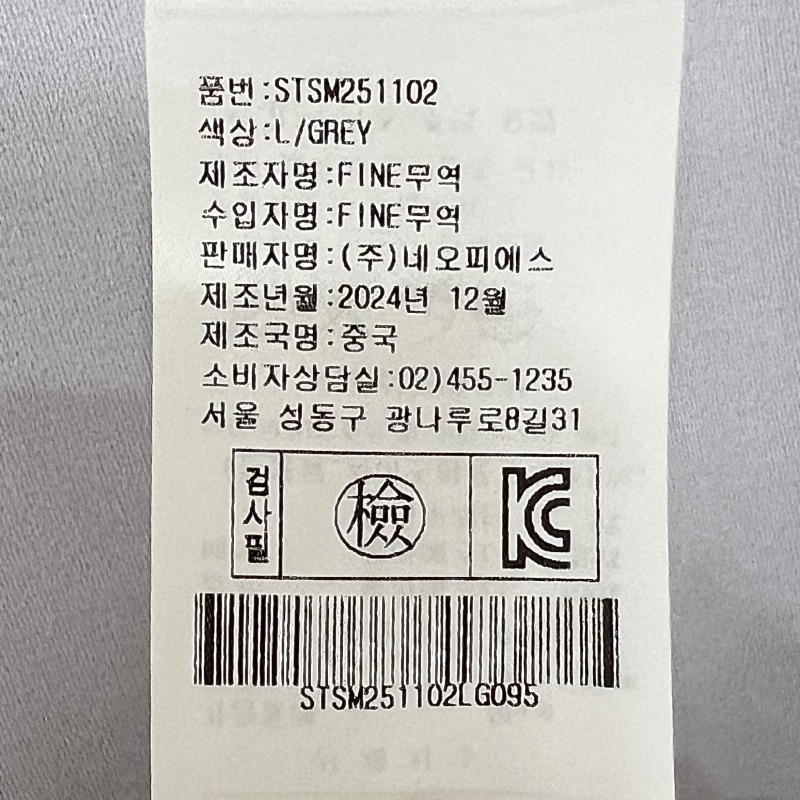 품번:STSM251102
색상:L/GREY
제조자명:FINE무역
수입자명:FINE무역
판매자명:(주)네오피에스
제조년월:2024년 12월
제조국명:중국
소비자상담실:02)455-1235
서울 성동구 광나루로8길31
검사필
檢
KC
STSM251102LG095